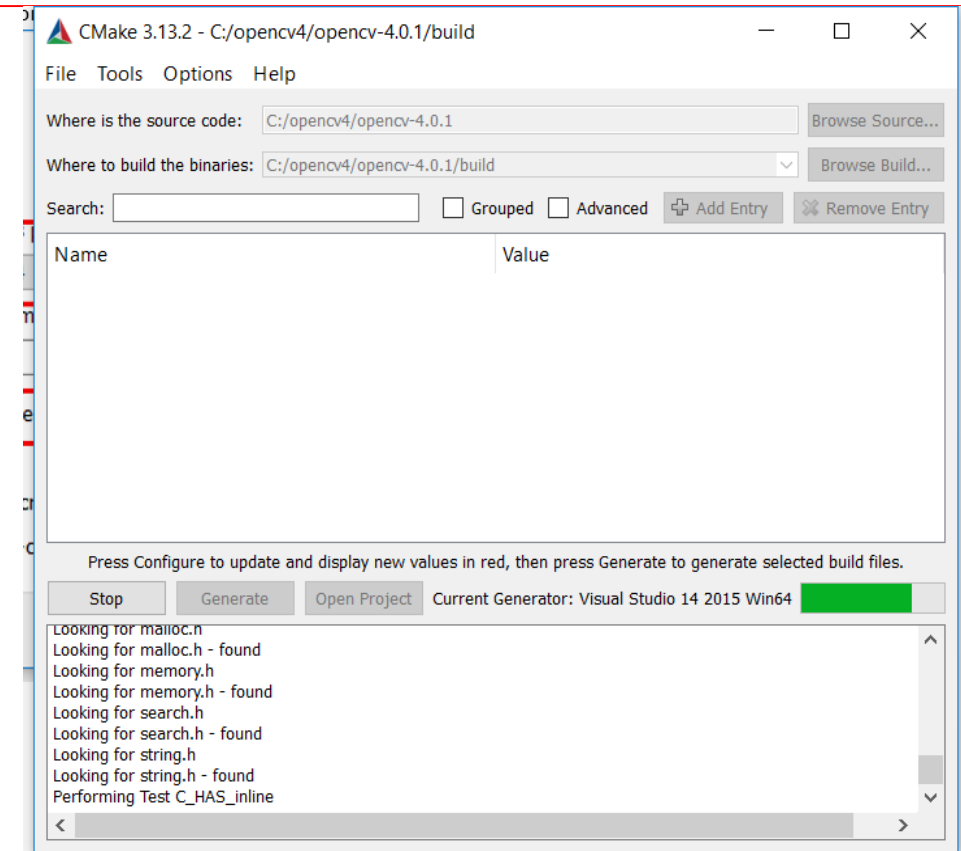 CMake 3.13.2 - C:/opencv4/opencv-4.0.1/build
File Tools Options Help
Where is the source code: C:/opencv4/opencv-4.0.1 Browse Source...
Where to build the binaries: C:/opencv4/opencv-4.0.1/build Browse Build...
Search: Grouped Advanced Add Entry Remove Entry
Name Value
Press Configure to update and display new values in red, then press Generate to generate selected build files.
Stop Generate Open Project Current Generator: Visual Studio 14 2015 Win64
Looking for malloc.h
Looking for malloc.h - found
Looking for memory.h
Looking for memory.h - found
Looking for search.h
Looking for search.h - found
Looking for string.h
Looking for string.h - found
Performing Test C_HAS_inline